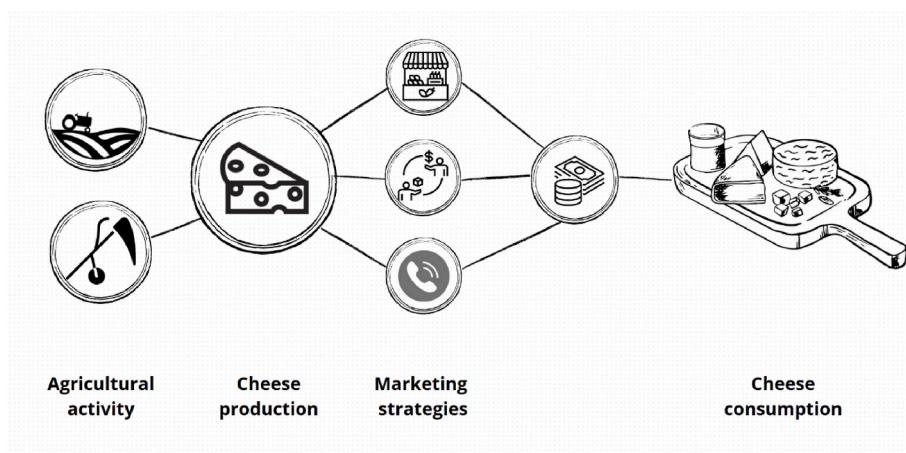 Agricultural
activity
Cheese
production
Marketing
strategies
Cheese
consumption
$